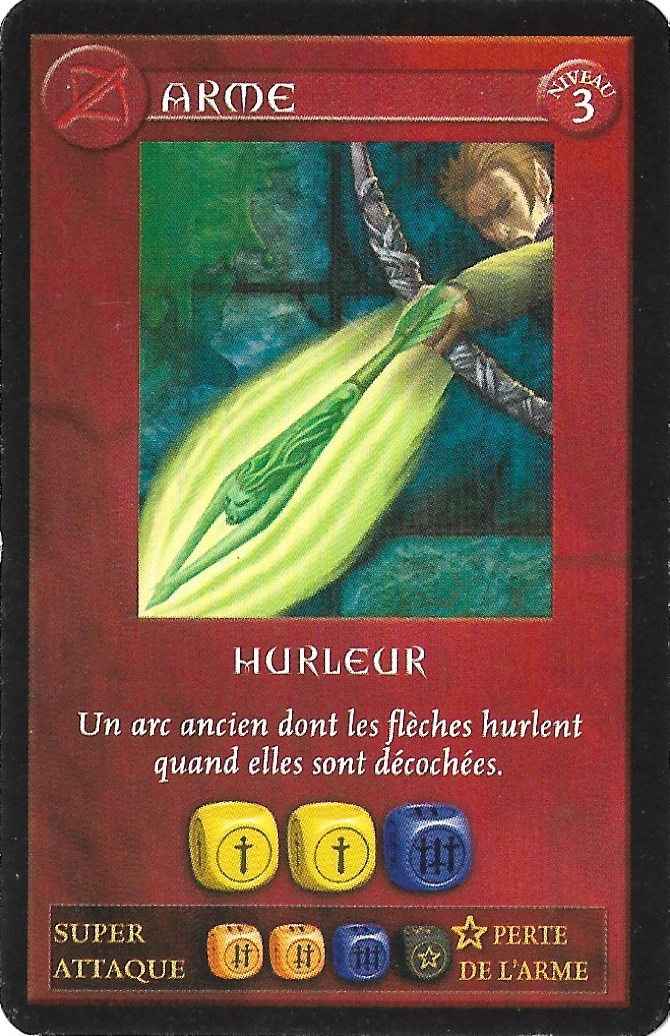 ARME
NIVEAU
3
HURLEUR
Un arc ancien dont les flèches hurlent
quand elles sont décochées.
SUPER
ATTAQUE
PERTE
DE L'ARME